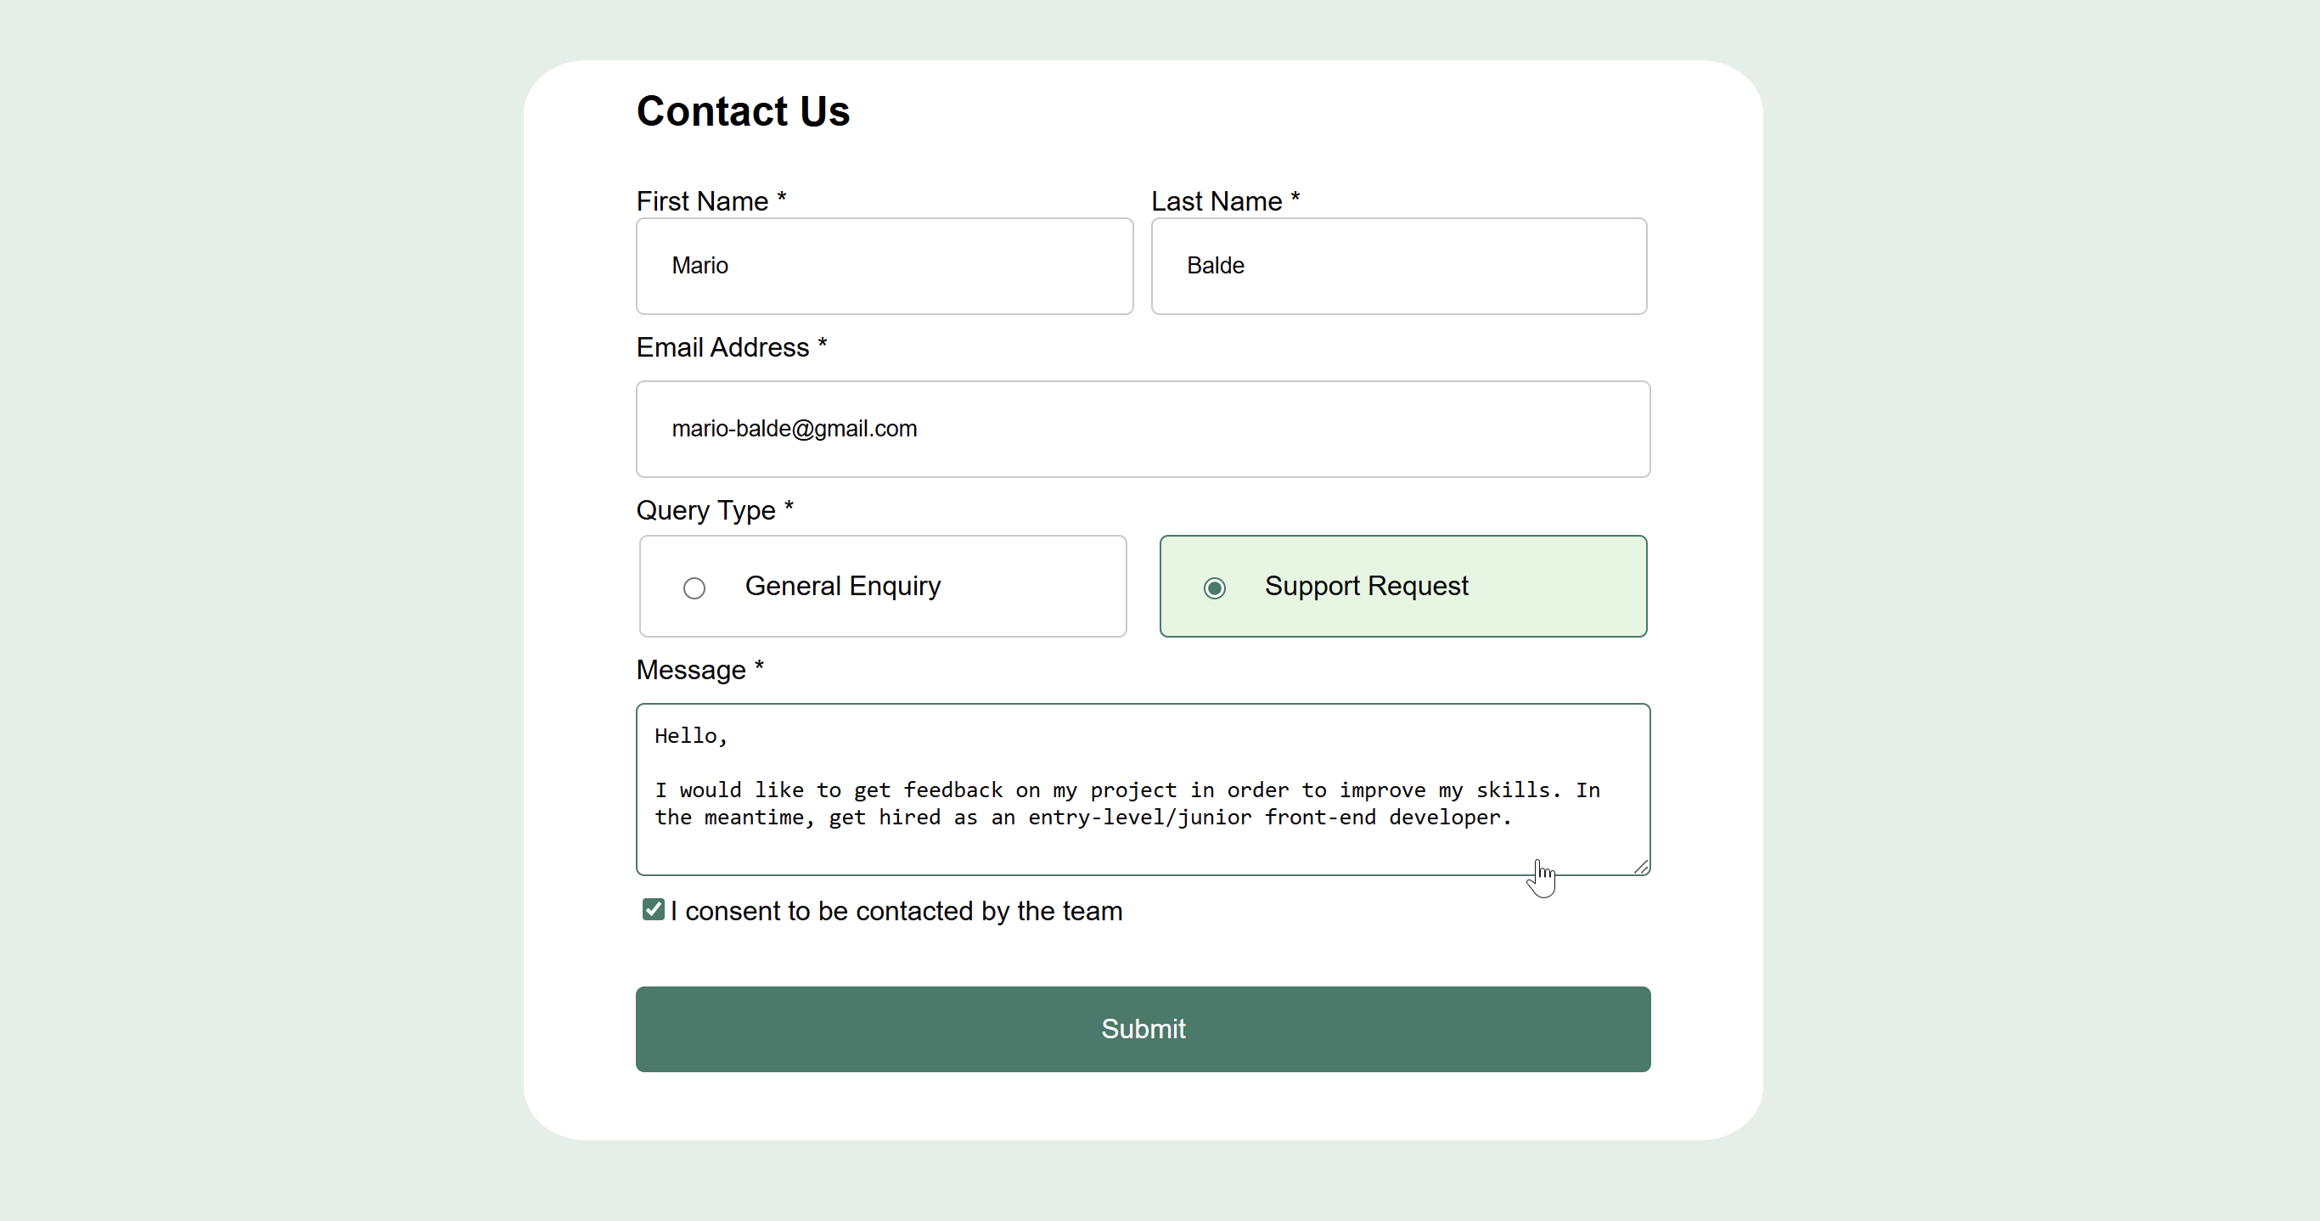 Contact Us
First Name * Last Name *
Mario Balde
Email Address *
mario-balde@gmail.com
Query Type *
General Enquiry Support Request
Message *
Hello,
I would like to get feedback on my project in order to improve my skills. In
the meantime, get hired as an entry-level/junior front-end developer.
I consent to be contacted by the team
Submit